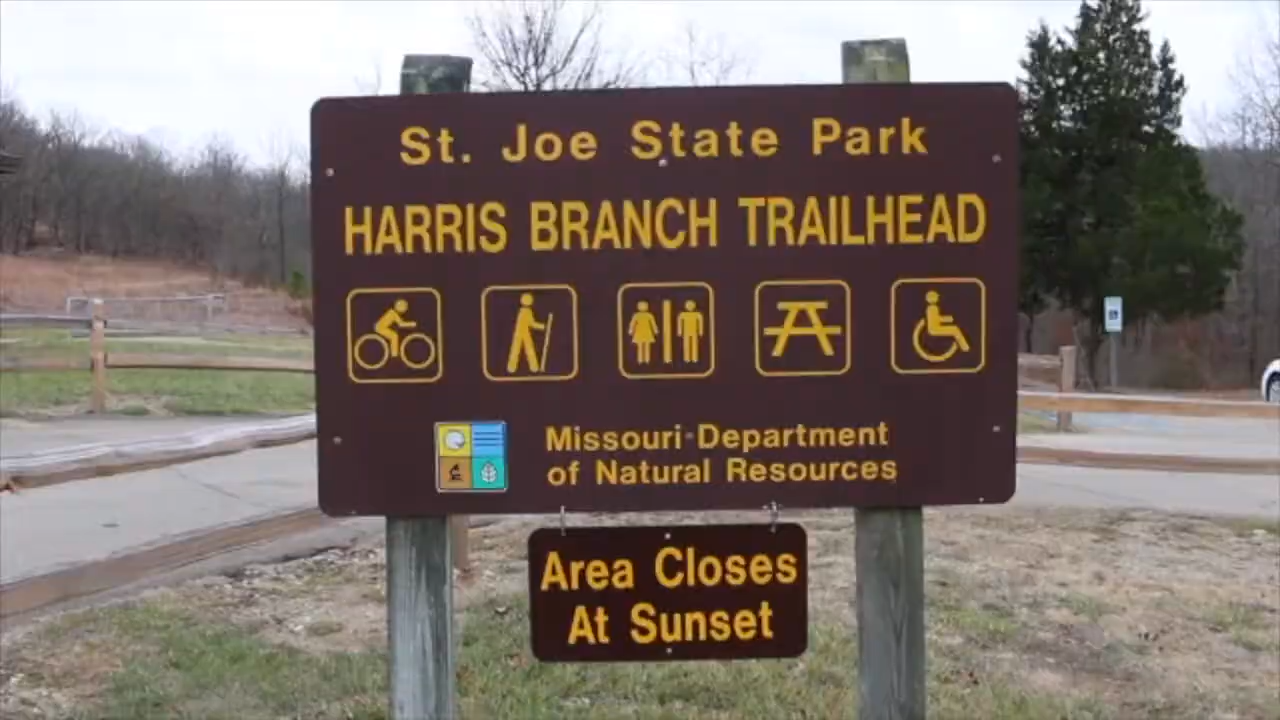 St. Joe State Park
HARRIS BRANCH TRAILHEAD
Missouri Department
of Natural Resources
Area Closes
At Sunset